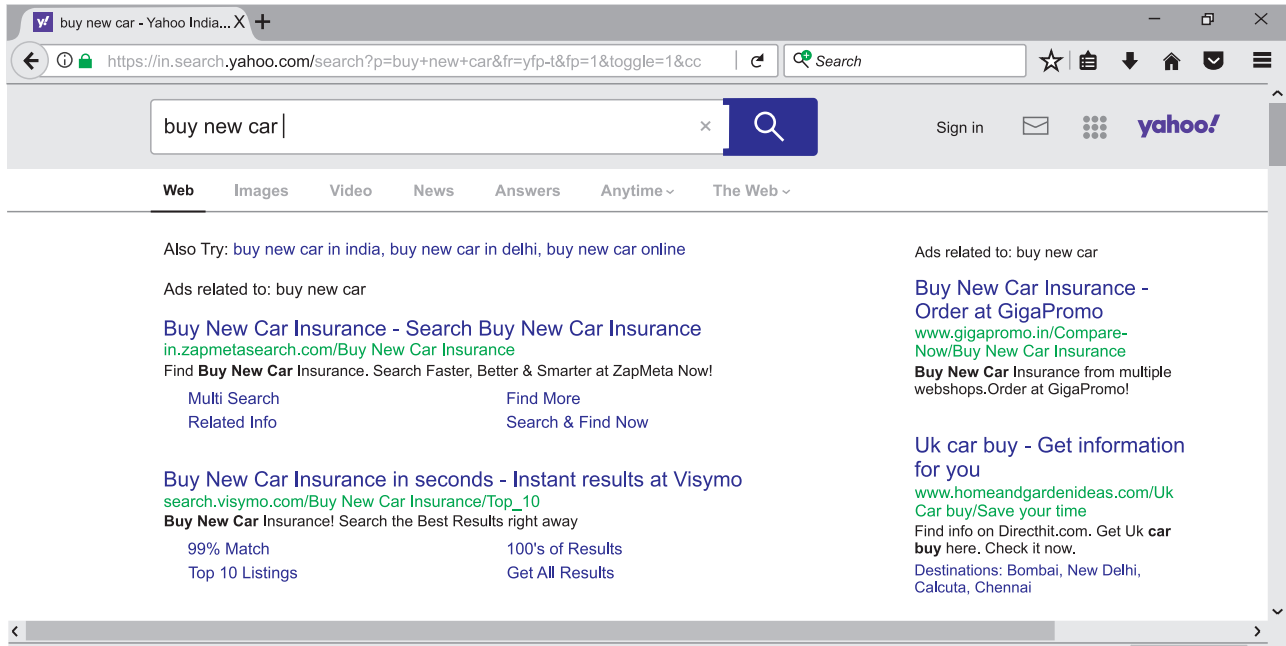 buy new car - Yahoo India... X +
https://in.search.yahoo.com/search?p=buy+new+car&fr=yfp-t&fp=1&toggle=1&cc
Search
buy new car
Sign in
yahoo!
Web Images Video News Answers Anytime The Web
Also Try: buy new car in india, buy new car in delhi, buy new car online
Ads related to: buy new car
Buy New Car Insurance - Search Buy New Car Insurance
in.zapmetasearch.com/Buy New Car Insurance
Find Buy New Car Insurance. Search Faster, Better & Smarter at ZapMeta Now!
Multi Search Find More
Related Info Search & Find Now
Buy New Car Insurance in seconds - Instant results at Visymo
search.visymo.com/Buy New Car Insurance/Top_10
Buy New Car Insurance! Search the Best Results right away
99% Match 100's of Results
Top 10 Listings Get All Results
Ads related to: buy new car
Buy New Car Insurance -
Order at GigaPromo
www.gigapromo.in/Compare-
Now/Buy New Car Insurance
Buy New Car Insurance from multiple
webshops.Order at GigaPromo!
Uk car buy - Get information
for you
www.homeandgardenideas.com/Uk
Car buy/Save your time
Find info on Directhit.com. Get Uk car
buy here. Check it now.
Destinations: Bombai, New Delhi,
Calcuta, Chennai